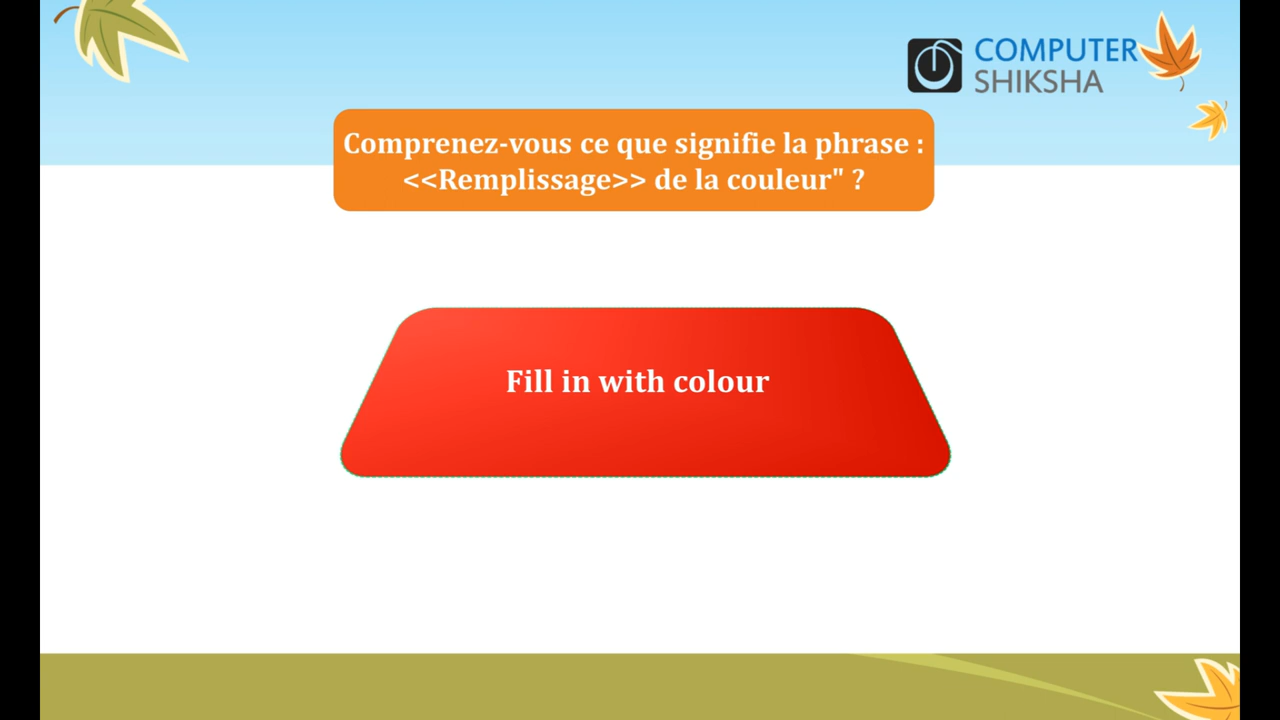 COMPUTER
SHIKSHA
Comprenez-vous ce que signifie la phrase :
<<Remplissage>> de la couleur" ?
Fill in with colour